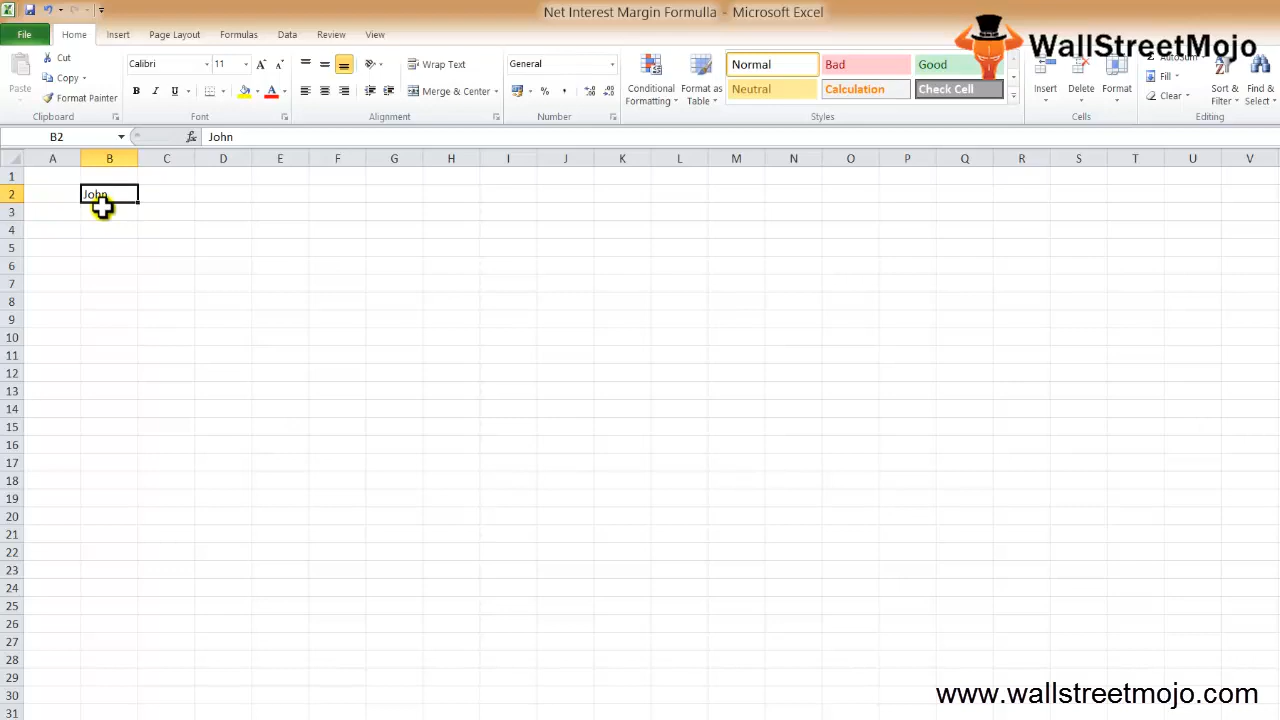 Net Interest Margin Formulla - Microsoft Excel
File Home Insert Page Layout Formulas Data Review View
WallStreetMojo
Cut
Copy
Format Painter
Paste
Clipboard
Calibri 11
B I U A
Font
Wrap Text
Merge & Center
Alignment
General
%
Number
Conditional Formatting
Format as Table
Normal Bad Good
Neutral Calculation Check Cell
Styles
Insert Delete Format
Cells
Autosum
Fill
Clear
Sort & Filter
Find & Select
Editing
B2 fx John
A B C D E F G H I J K L M N O P Q R S T U V
1
2 John
3
4
5
6
7
8
9
10
11
12
13
14
15
16
17
18
19
20
21
22
23
24
25
26
27
28
29
30
31
www.wallstreetmojo.com